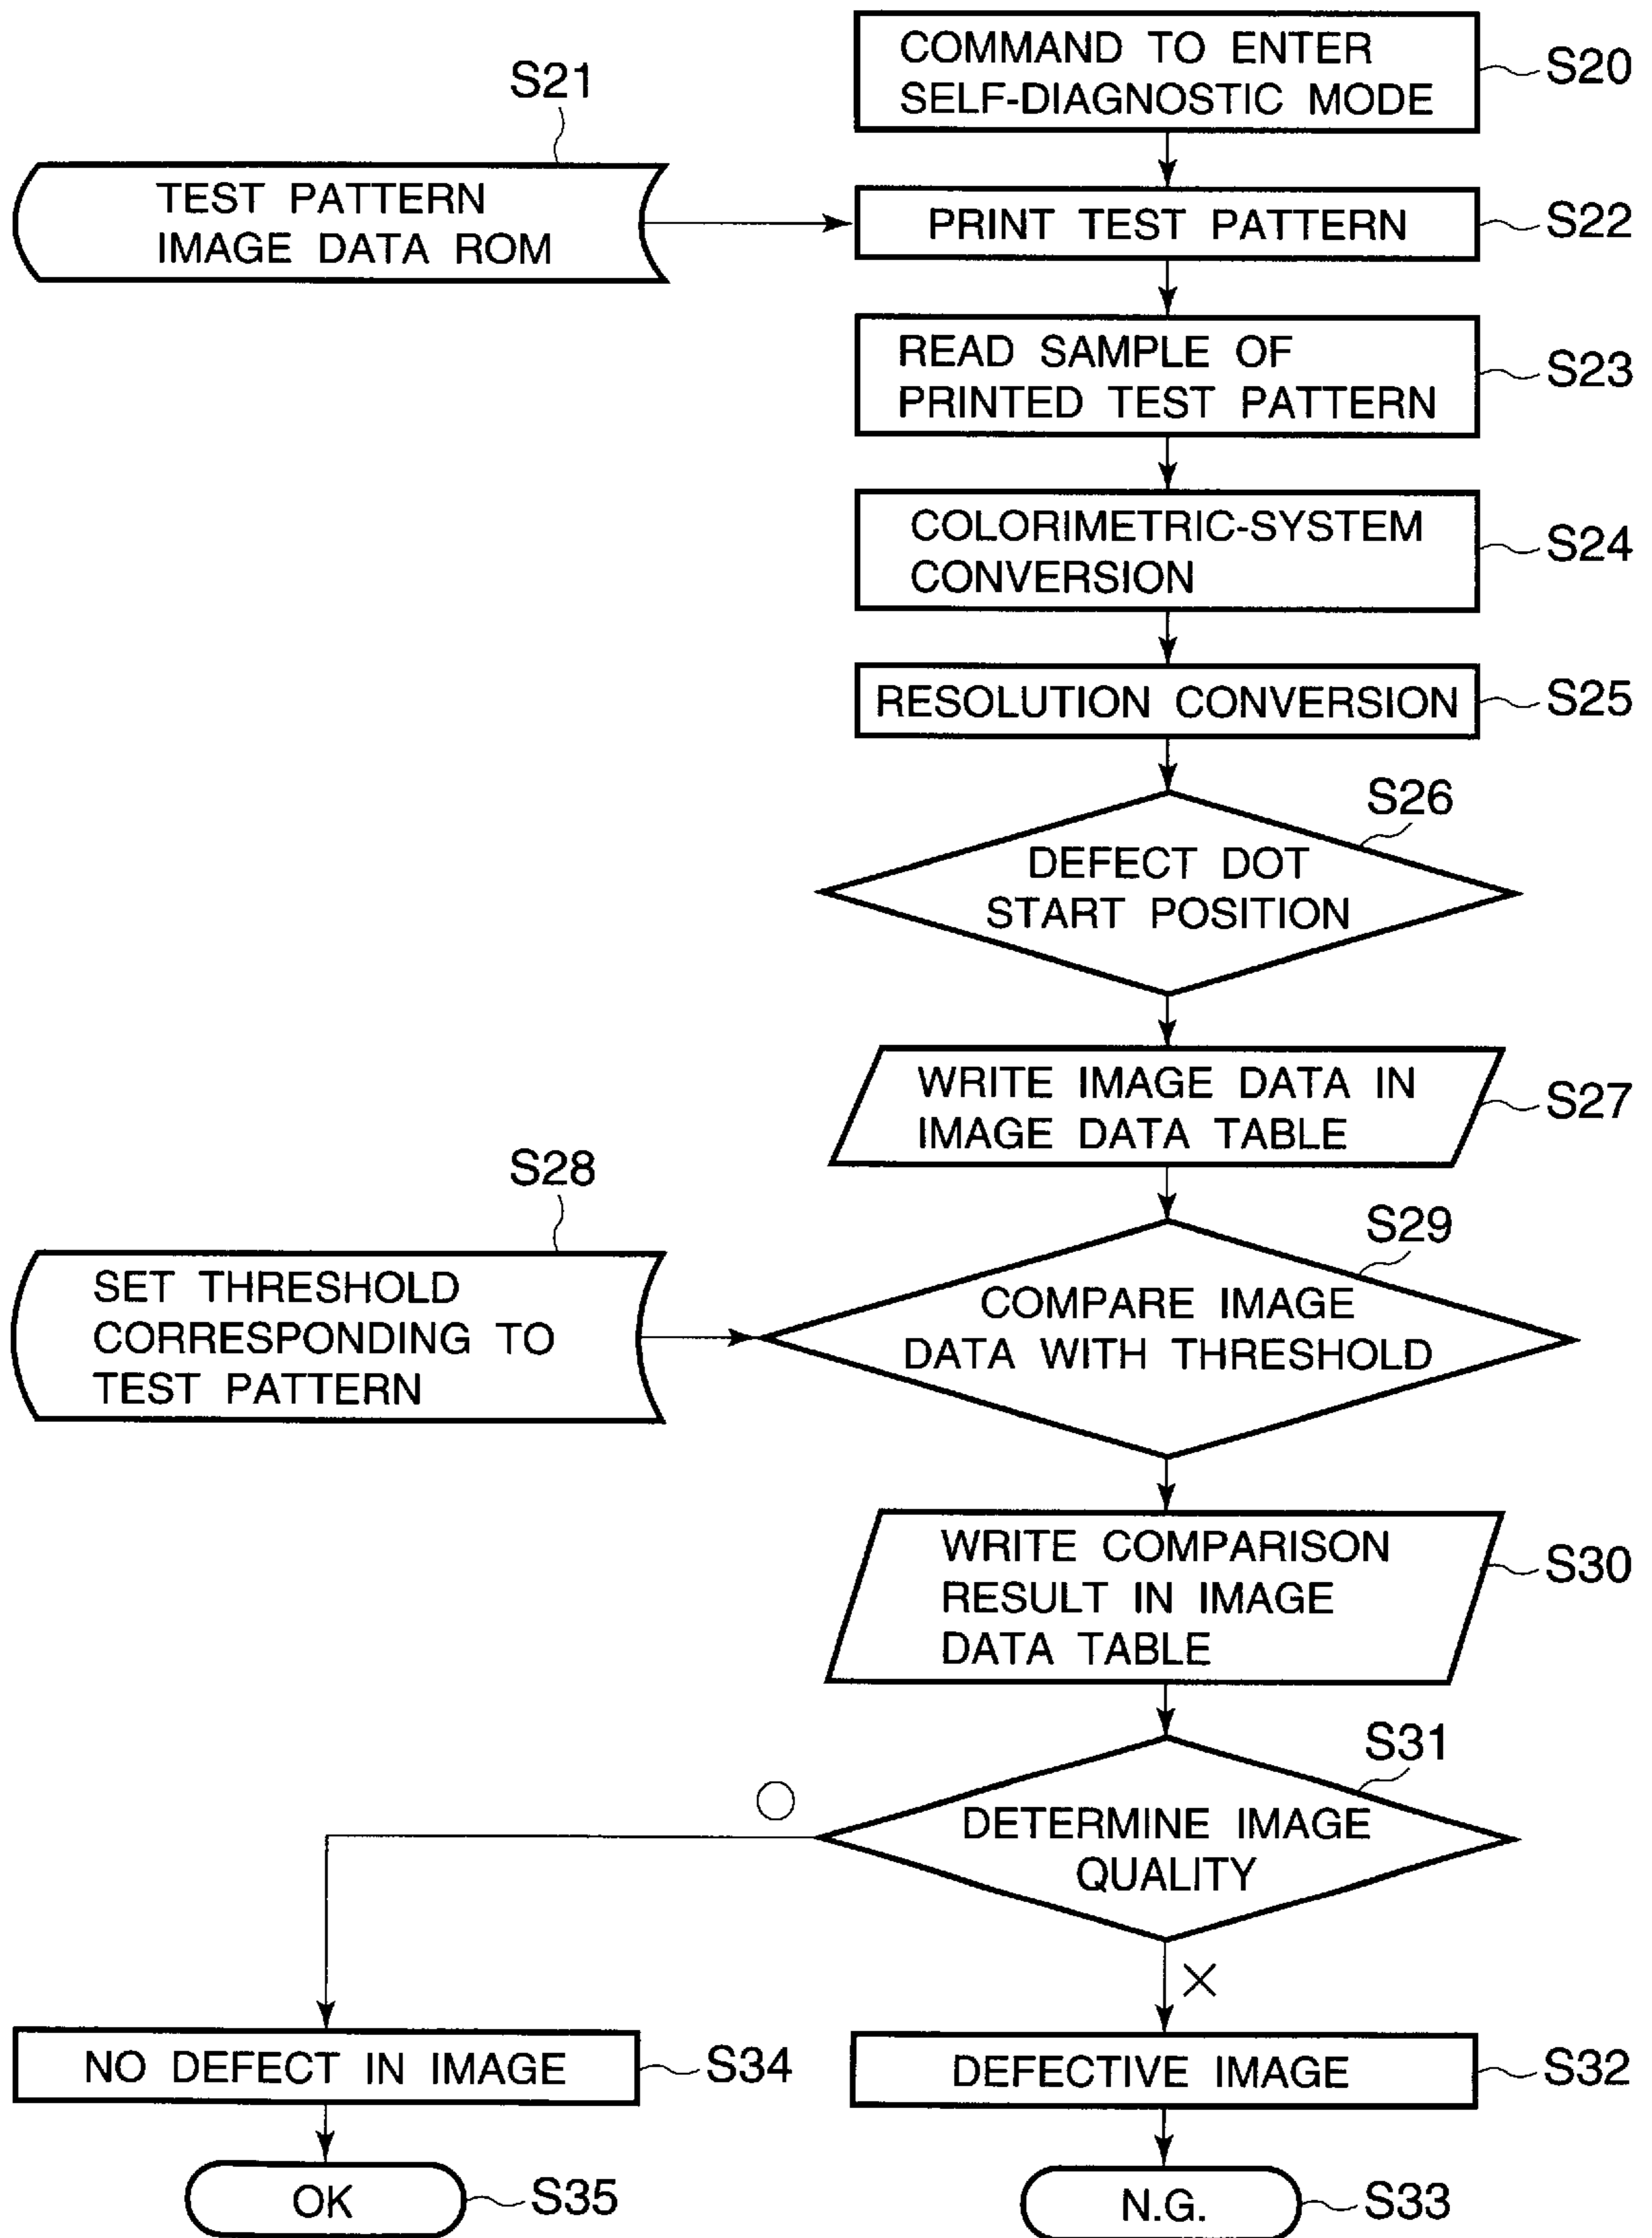 COMMAND TO ENTER
SELF-DIAGNOSTIC MODE
S20
S21
TEST PATTERN
IMAGE DATA ROM
PRINT TEST PATTERN
S22
READ SAMPLE OF
PRINTED TEST PATTERN
S23
COLORIMETRIC-SYSTEM
CONVERSION
S24
RESOLUTION CONVERSION
S25
S26
DEFECT DOT
START POSITION
WRITE IMAGE DATA IN
IMAGE DATA TABLE
S27
S28
SET THRESHOLD
CORRESPONDING TO
TEST PATTERN
S29
COMPARE IMAGE
DATA WITH THRESHOLD
WRITE COMPARISON
RESULT IN IMAGE
DATA TABLE
S30
S31
DETERMINE IMAGE
QUALITY
○
×
NO DEFECT IN IMAGE
S34
DEFECTIVE IMAGE
S32
OK
S35
N.G.
S33